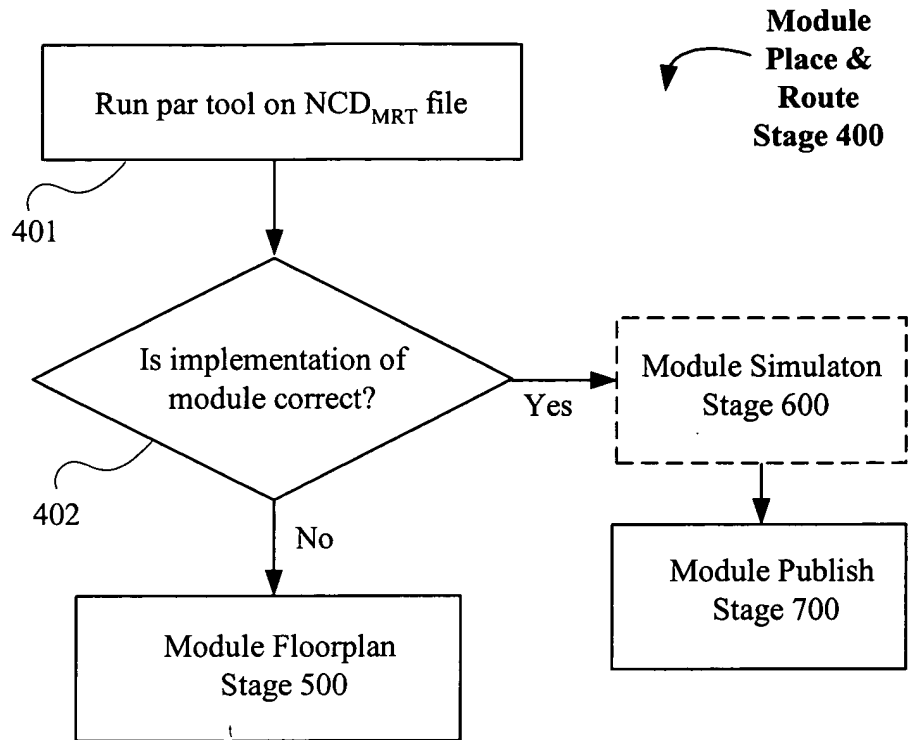 Module
Place &
Route
Stage 400
Run par tool on NCD_MRT file
401
Is implementation of
module correct?
Yes
402
No
Module Simulaton
Stage 600
Module Publish
Stage 700
Module Floorplan
Stage 500